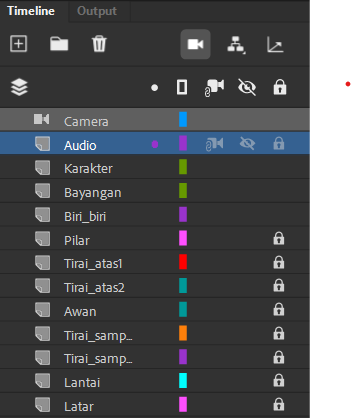 Timeline Output
Camera
Audio
Karakter
Bayangan
Biri_biri
Pilar
Tirai_atas1
Tirai_atas2
Awan
Tirai_samp...
Tirai_samp...
Lantai
Latar